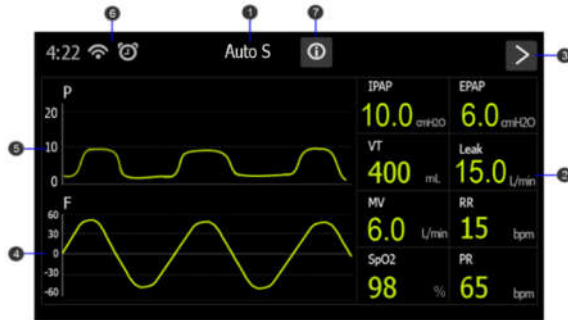 6 1 7
4:22 Auto S
3
P
20
10
0
5
F
60
30
0
-30
-60
4
IPAP EPAP
10.0 cmH2O 6.0 cmH2O
VT Leak
400 mL 15.0 L/min
2
MV RR
6.0 L/min 15 bpm
SpO2 PR
98 % 65 bpm